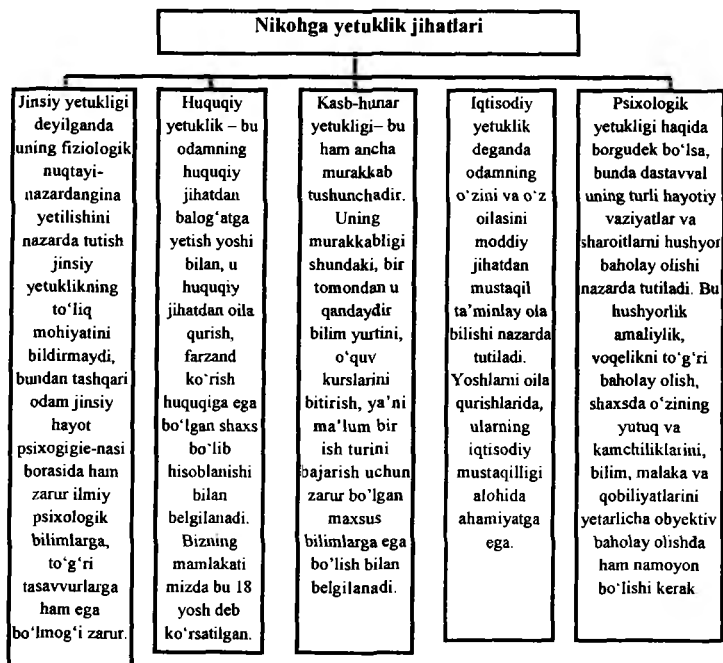 Nikohga yetuklik jihatlari
Jinsiy yetukligi
deyilganda
uning fiziologik
nuqtayi-
nazardangina
yetilishini
nazarda tutish
jinsiy
yetuklikning
to‘liq
mohiyatini
bildirmaydi,
bundan tashqari
odam jinsiy
hayot
psixogigie-nasi
borasida ham
zarur ilmiy
psixologik
bilimlarga,
to‘g‘ri
tasavvurlarga
ham ega
bo‘lmog‘i zarur.
Huquqiy
yetuklik – bu
odamning
huquqiy
jihatdan
balog‘atga
yetish yoshi
bilan, u
huquqiy
jihatdan oila
qurish,
farzand
ko‘rish
huquqiga ega
bo‘lgan shaxs
bo‘lib
hisoblanishi
bilan
belgilanadi.
Bizning
mamlakati
mizda bu 18
yosh deb
ko‘rsatilgan.
Kasb-hunar
yetukligi– bu
ham ancha
murakkab
tushunchadir.
Uning
murakkabligi
shundaki, bir
tomondan u
qandaydir
bilim yurtini,
o‘quv
kurslarini
bitirish, ya’ni
ma’lum bir
ish turini
bajarish uchun
zarur bo‘lgan
maxsus
bilimlarga ega
bo‘lish bilan
belgilanadi.
Iqtisodiy
yetuklik
deganda
odamning
o‘zini va o‘z
oilasini
moddiy
jihatdan
mustaqil
ta’minlay ola
bilishi nazarda
tutiladi.
Yoshlarni oila
qurishlarida,
ularning
iqtisodiy
mustaqilligi
alohida
ahamiyatga
ega.
Psixologik
yetukligi haqida
borgudek bo‘lsa,
bunda dastavval
uning turli hayotiy
vaziyatlar va
sharoitlarni hushyor
baholay olishi
nazarda tutiladi. Bu
hushyorlik
amaliylik,
voqelikni to‘g‘ri
baholay olish,
shaxsda o‘zining
yutuq va
kamchiliklarini,
bilim, malaka va
qobiliyatlarini
yetarlicha obyektiv
baholay olishda
ham namoyon
bo‘lishi kerak